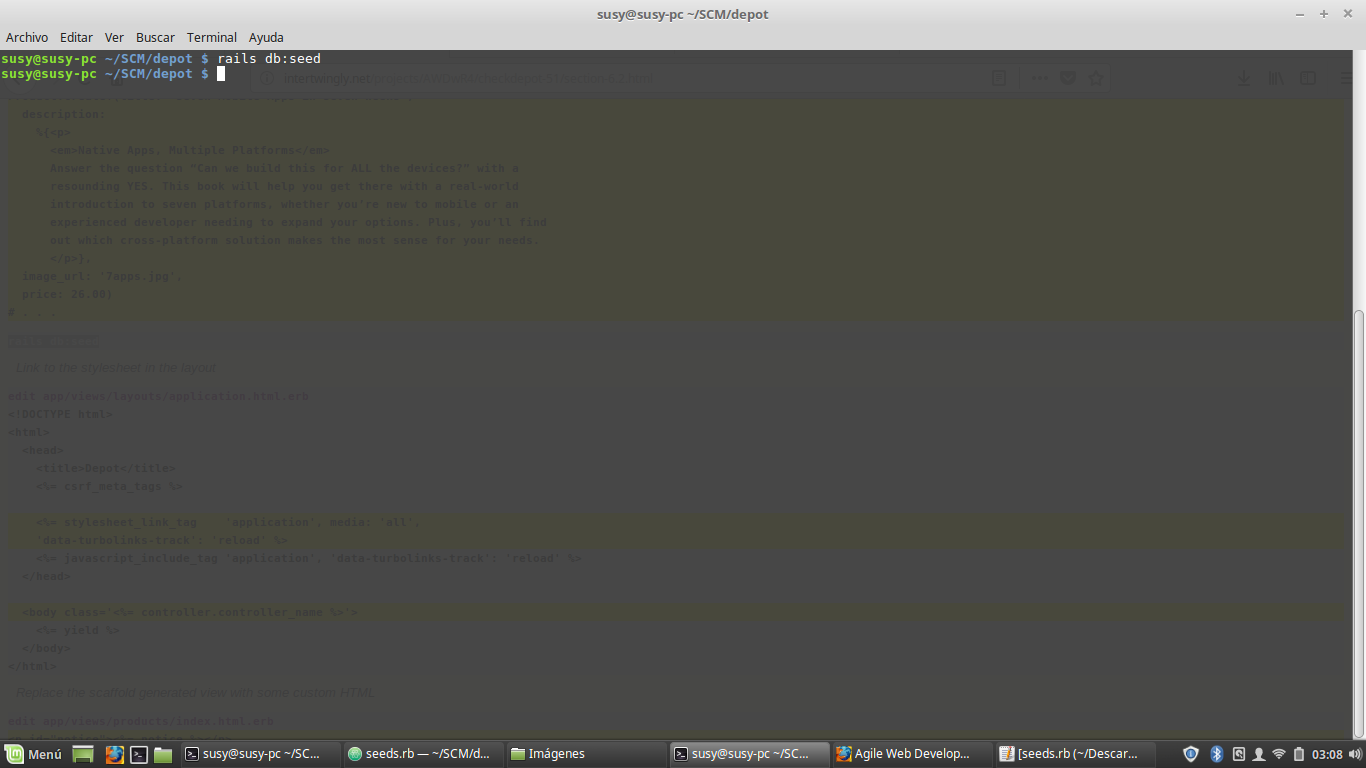 susy@susy-pc ~/SCM/depot
Archivo Editar Ver Buscar Terminal Ayuda
susy@susy-pc ~/SCM/depot $ rails db:seed
susy@susy-pc ~/SCM/depot $
description:
%{<p>
<em>Native Apps, Multiple Platforms</em>
Answer the question "Can we build this for ALL the devices?" with a
resounding YES. This book will help you get there with a real-world
introduction to seven platforms, whether you're new to mobile or an
experienced developer needing to expand your options. Plus, you'll find
out which cross-platform solution makes the most sense for your needs.
</p>},
image_url: '7apps.jpg',
price: 26.00)
# . . .
Link to the stylesheet in the layout
edit app/views/layouts/application.html.erb
<!DOCTYPE html>
<html>
<head>
<title>Depot</title>
<%= csrf_meta_tags %>
<%= stylesheet_link_tag 'application', media: 'all',
'data-turbolinks-track': 'reload' %>
<%= javascript_include_tag 'application', 'data-turbolinks-track': 'reload' %>
</head>
<body class='<%= controller.controller_name %>'>
<%= yield %>
</body>
</html>
Replace the scaffold generated view with some custom HTML
edit app/views/products/index.html.erb
Menú susy@susy-pc ~/SC... seeds.rb — ~/SCM/d... Imágenes susy@susy-pc ~/SC... Agile Web Develop... [seeds.rb (~/Descar... 03:08